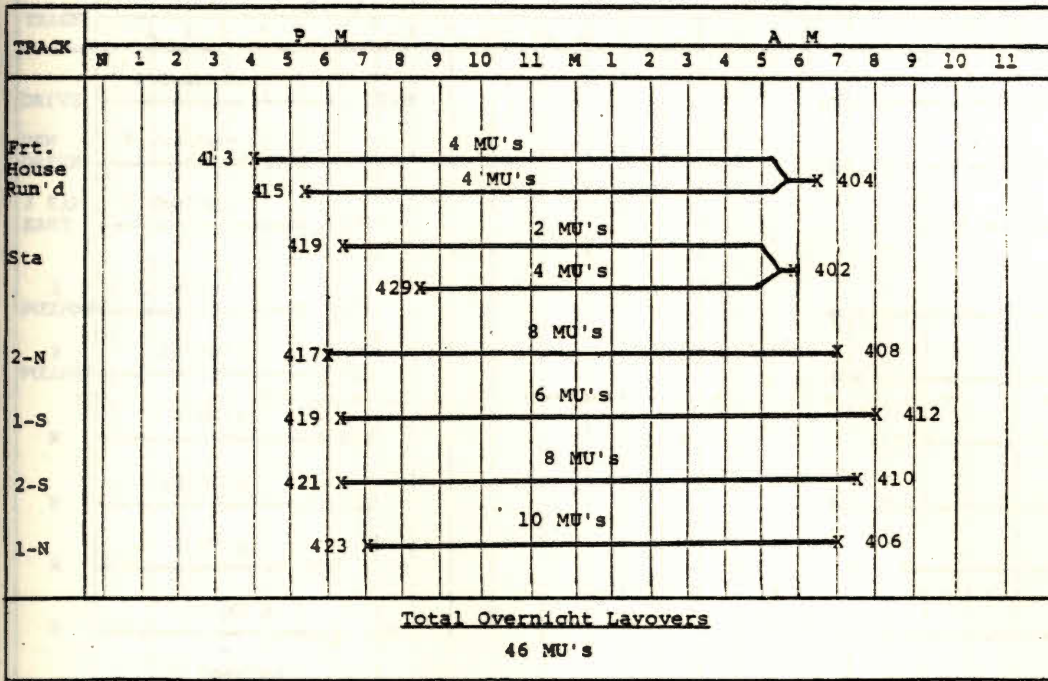 P M A M
TRACK N 1 2 3 4 5 6 7 8 9 10 11 M 1 2 3 4 5 6 7 8 9 10 11
4 MU's
Frt. 413 X
House 4 MU's X 404
Run'd 415 X
2 MU's
419 X
Sta 4 MU's X 402
429X
8 MU's
2-N 417X X 408
6 MU's
1-S 419 X X 412
8 MU's
2-S 421 X X 410
10 MU's
1-N 423 X X 406
Total Overnight Layovers
46 MU's